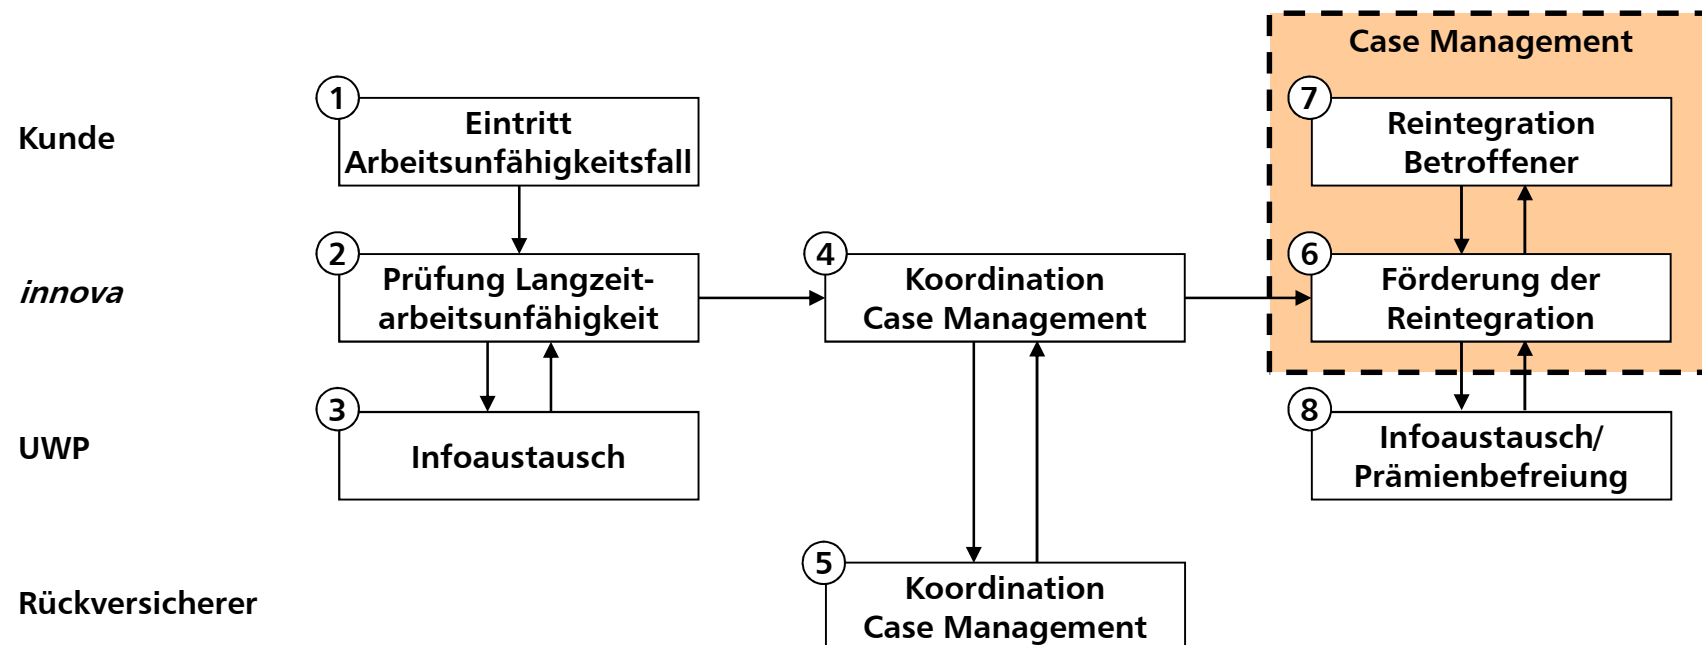 Case Management
1
Eintritt
Arbeitsunfähigkeitsfall
7
Reintegration
Betroffener
Kunde
2
Prüfung Langzeit-
arbeitsunfähigkeit
4
Koordination
Case Management
6
Förderung der
Reintegration
innova
3
Infoaustausch
8
Infoaustausch/
Prämienbefreiung
UWP
5
Koordination
Case Management
Rückversicherer